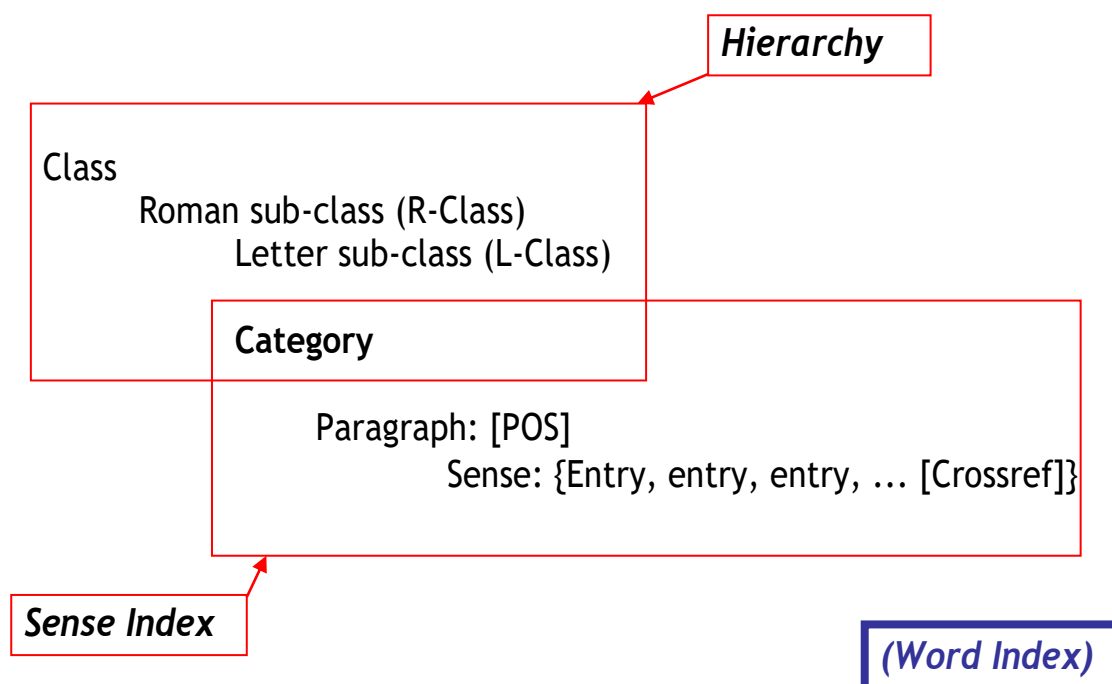 Hierarchy
Class
Roman sub-class (R-Class)
Letter sub-class (L-Class)
Category
Paragraph: [POS]
Sense: {Entry, entry, entry, … [Crossref]}
Sense Index
(Word Index)